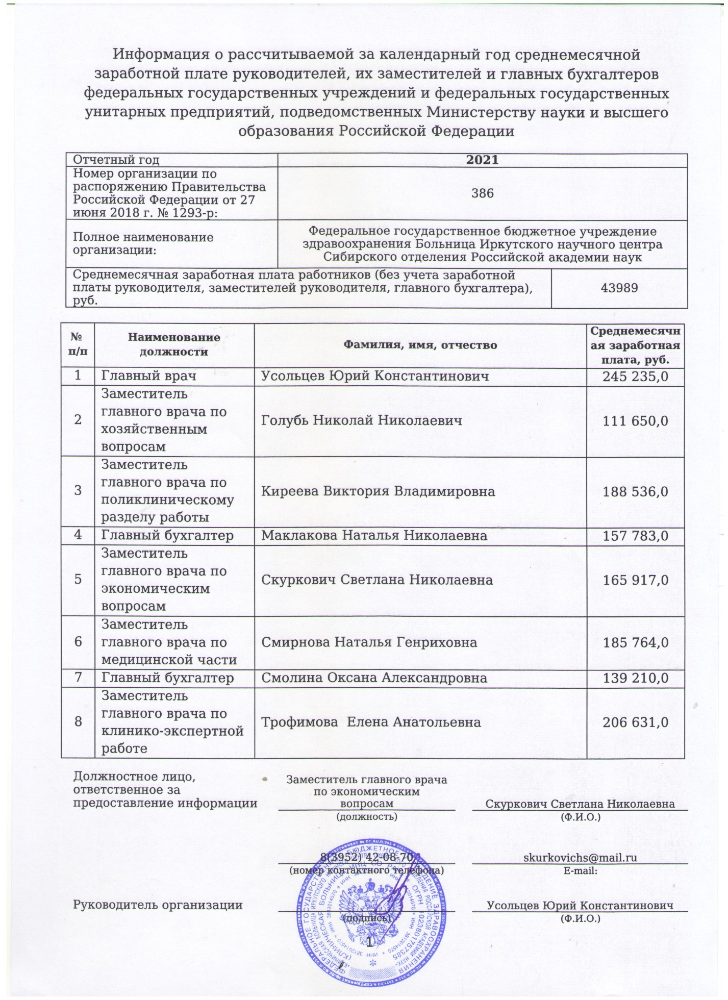 Информация о рассчитываемой за календарный год среднемесячной
заработной плате руководителей, их заместителей и главных бухгалтеров
федеральных государственных учреждений и федеральных государственных
унитарных предприятий, подведомственных Министерству науки и высшего
образования Российской Федерации
Отчетный год
2021
Номер организации по
распоряжению Правительства
Российской Федерации от 27
июня 2018 г. № 1293-р:
386
Полное наименование
организации:
Федеральное государственное бюджетное учреждение
здравоохранения Больница Иркутского научного центра
Сибирского отделения Российской академии наук
Среднемесячная заработная плата работников (без учета заработной
платы руководителя, заместителей руководителя, главного бухгалтера),
руб.
43989
№
п/п
Наименование
должности
Фамилия, имя, отчество
Среднемесячн
ая заработная
плата, руб.
1
Главный врач
Усольцев Юрий Константинович
245 235,0
2
Заместитель
главного врача по
хозяйственным
вопросам
Голубь Николай Николаевич
111 650,0
3
Заместитель
главного врача по
поликлиническому
разделу работы
Киреева Виктория Владимировна
188 536,0
4
Главный бухгалтер
Маклакова Наталья Николаевна
157 783,0
5
Заместитель
главного врача по
экономическим
вопросам
Скуркович Светлана Николаевна
165 917,0
6
Заместитель
главного врача по
медицинской части
Смирнова Наталья Генриховна
185 764,0
7
Главный бухгалтер
Смолина Оксана Александровна
139 210,0
8
Заместитель
главного врача по
клинико-экспертной
работе
Трофимова Елена Анатольевна
206 631,0
Должностное лицо,
ответственное за
предоставление информации
Заместитель главного врача
по экономическим
вопросам
(должность)
Скуркович Светлана Николаевна
(Ф.И.О.)
8(3952) 42-08-70
(номер контактного телефона)
skurkovichs@mail.ru
E-mail:
Руководитель организации
(подпись)
Усольцев Юрий Константинович
(Ф.И.О.)
1